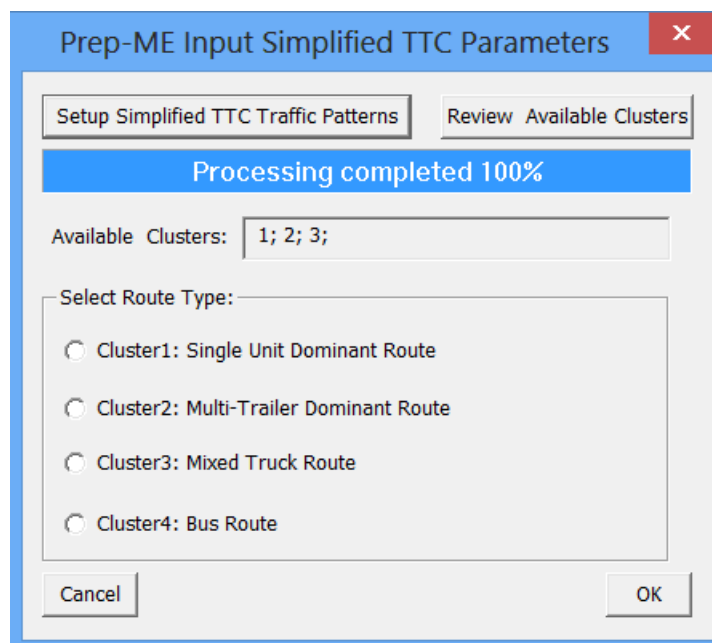 Prep-ME Input Simplified TTC Parameters
Setup Simplified TTC Traffic Patterns Review Available Clusters
Processing completed 100%
Available Clusters: 1; 2; 3;
Select Route Type:
Cluster1: Single Unit Dominant Route
Cluster2: Multi-Trailer Dominant Route
Cluster3: Mixed Truck Route
Cluster4: Bus Route
Cancel OK